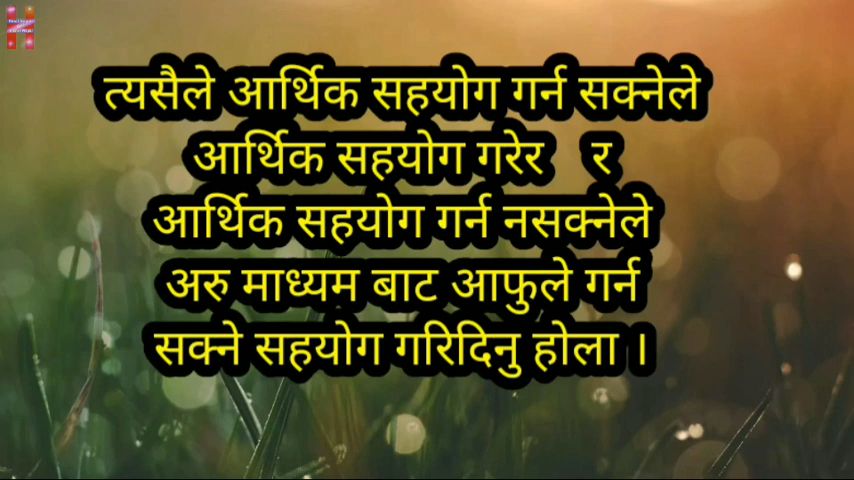 त्यसैले आर्थिक सहयोग गर्न सक्नेले
आर्थिक सहयोग गरेर र
आर्थिक सहयोग गर्न नसक्नेले
अरु माध्यम बाट आफुले गर्न
सक्ने सहयोग गरिदिनु होला ।